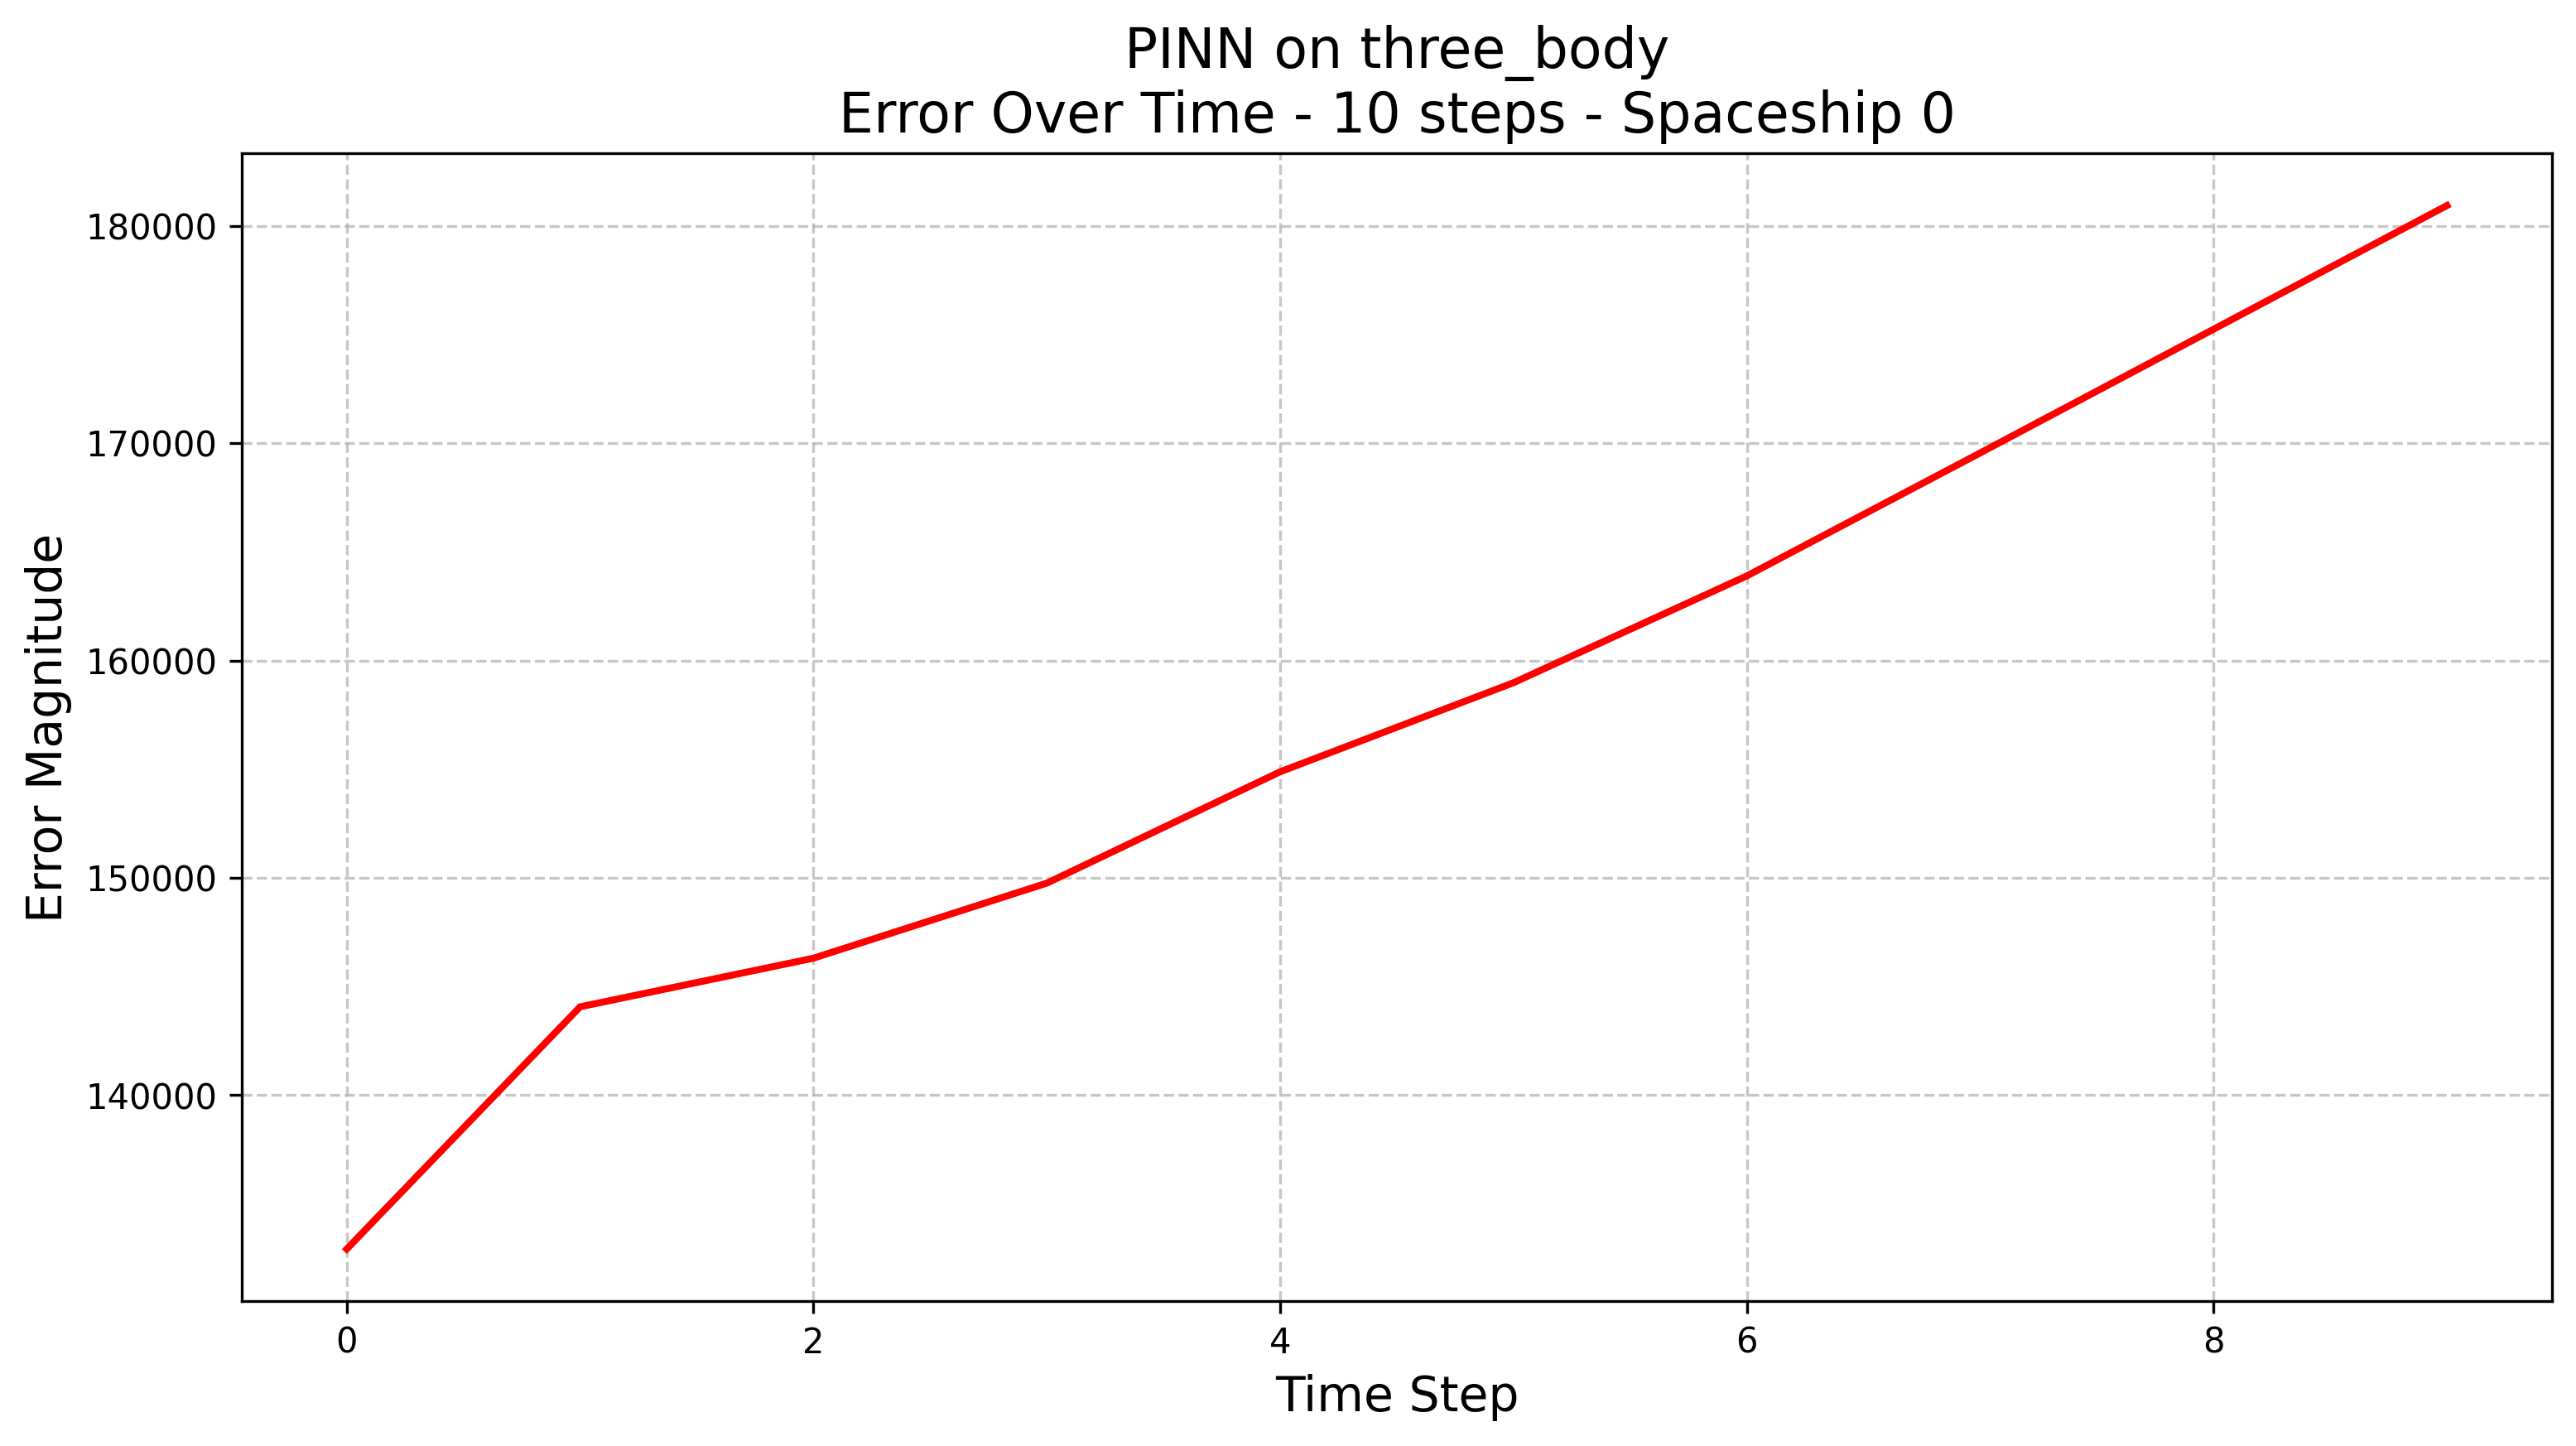 PINN on three_body
Error Over Time - 10 steps - Spaceship 0
Error Magnitude
180000
170000
160000
150000
140000
0
2
4
6
8
Time Step